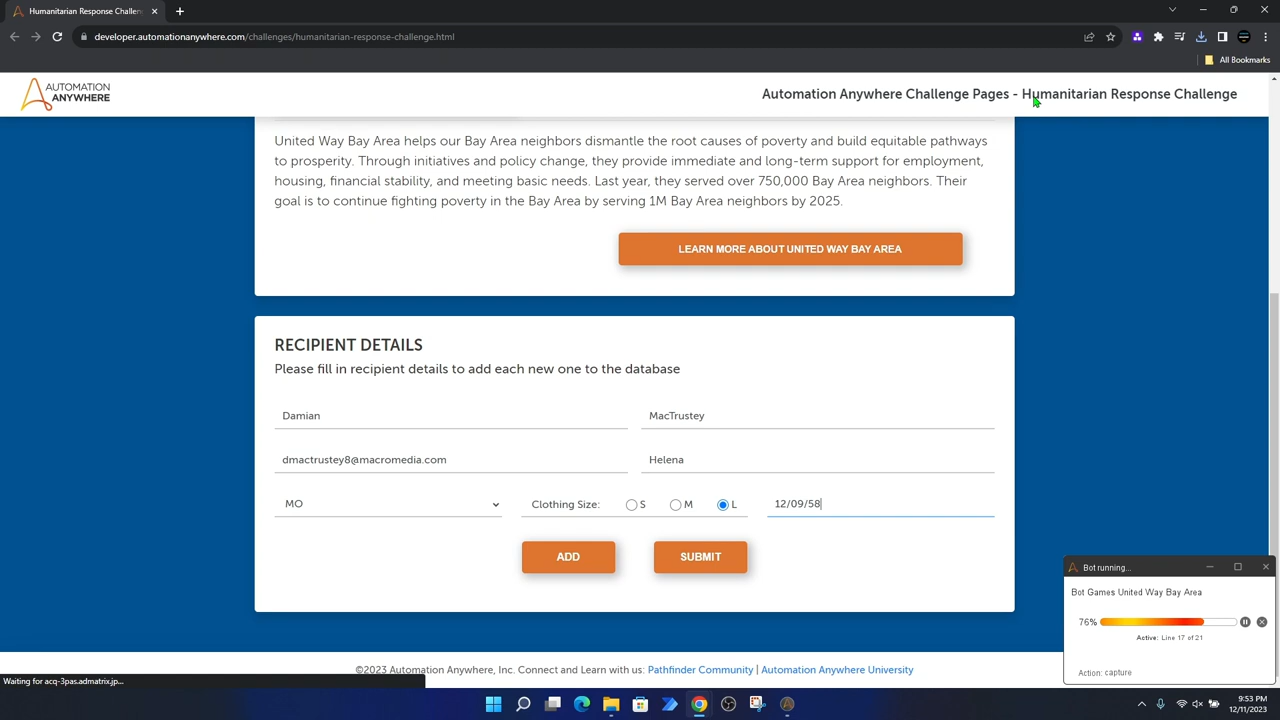 Humanitarian Response Challen
developer.automationanywhere.com/challenges/humanitarian-response-challenge.html
All Bookmarks
AUTOMATION
ANYWHERE
Automation Anywhere Challenge Pages - Humanitarian Response Challenge
United Way Bay Area helps our Bay Area neighbors dismantle the root causes of poverty and build equitable pathways
to prosperity. Through initiatives and policy change, they provide immediate and long-term support for employment,
housing, financial stability, and meeting basic needs. Last year, they served over 750,000 Bay Area neighbors. Their
goal is to continue fighting poverty in the Bay Area by serving 1M Bay Area neighbors by 2025.
LEARN MORE ABOUT UNITED WAY BAY AREA
RECIPIENT DETAILS
Please fill in recipient details to add each new one to the database
Damian
MacTrustey
dmactrustey8@macromedia.com
Helena
MO
Clothing Size: S M L
12/09/58
ADD
SUBMIT
Bot running...
Bot Games United Way Bay Area
76%
Active: Line 17 of 21
Action: capture
©2023 Automation Anywhere, Inc. Connect and Learn with us: Pathfinder Community | Automation Anywhere University
Waiting for acq-3pas.admatrix.jp...
9:53 PM
12/11/2023